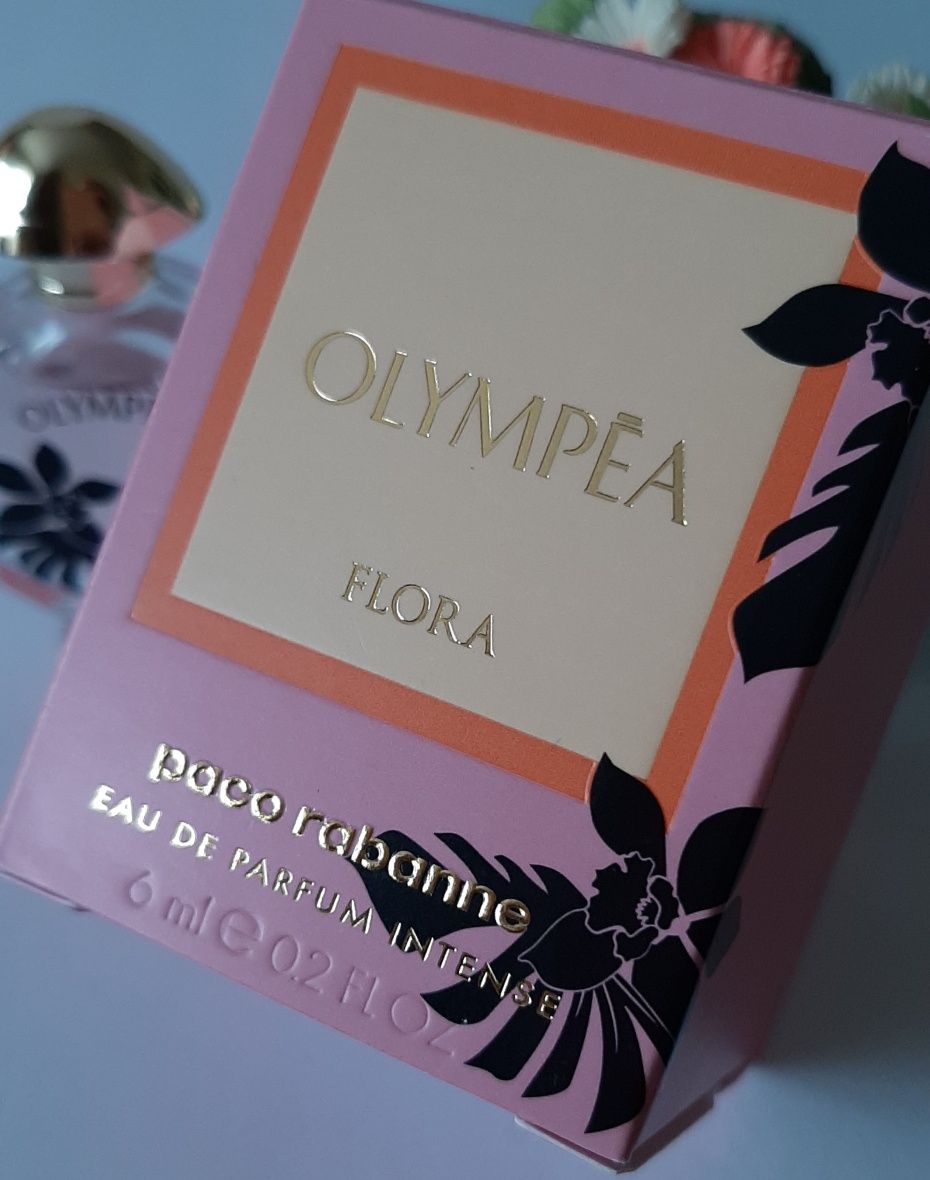 OLYMPĒA
FLORA
paco rabanne
EAU DE PARFUM INTENSE
6 ml e 0.2 FL OZ